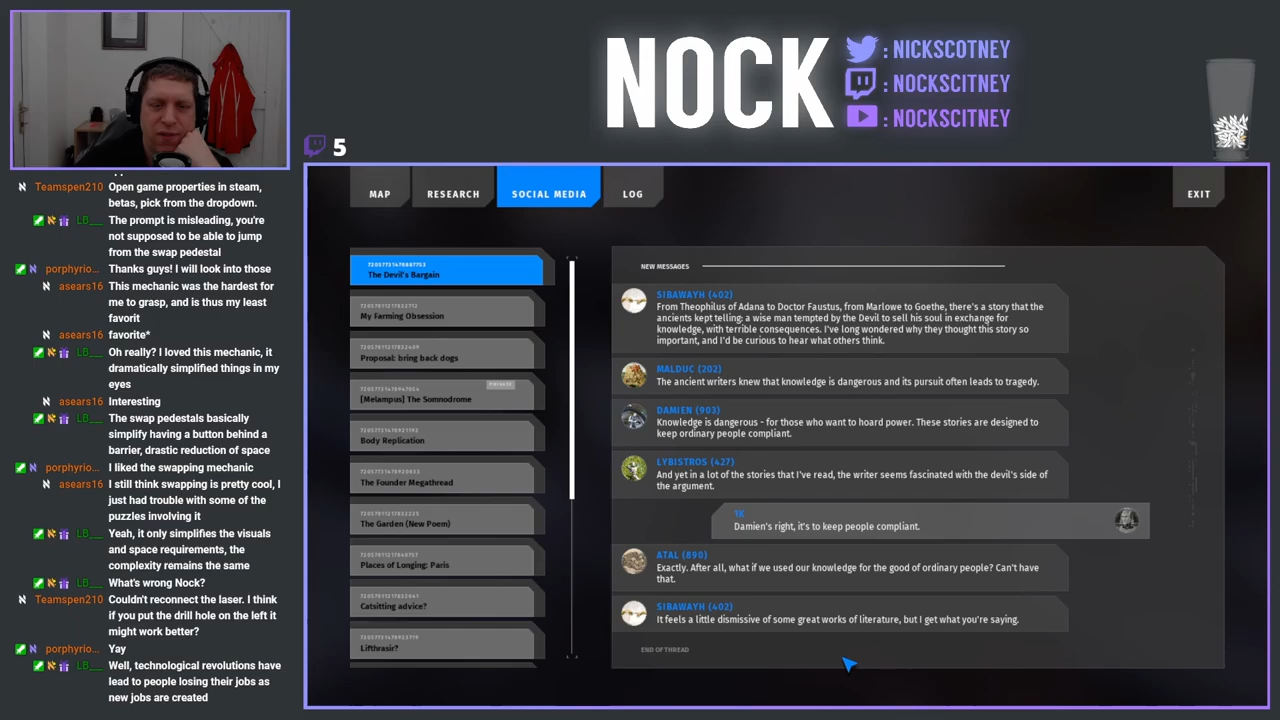 NOCK
: NICKSCOTNEY
: NOCKSCITNEY
: NOCKSCITNEY
5
Teamspen210 Open game properties in steam,
betas, pick from the dropdown.
LB__ The prompt is misleading, you're
not supposed to be able to jump
from the swap pedestal
porphyrio... Thanks guys! I will look into those
asears16 This mechanic was the hardest for
me to grasp, and is thus my least
favorit
asears16 favorite*
LB__ Oh really? I loved this mechanic, it
dramatically simplified things in my
eyes
asears16 Interesting
LB__ The swap pedestals basically
simplify having a button behind a
barrier, drastic reduction of space
porphyrio... I liked the swapping mechanic
asears16 I still think swapping is pretty cool, I
just had trouble with some of the
puzzles involving it
LB__ Yeah, it only simplifies the
visuals and space requirements, the
complexity remains the same
LB__ What's wrong Nock?
Teamspen210 Couldn't reconnect the laser. I think
if you put the drill hole on the left it
might work better?
porphyrio... Yay
LB__ Well, technological revolutions have
lead to people losing their jobs as
new jobs are created
MAP
RESEARCH
SOCIAL MEDIA
LOG
EXIT
The Devil's Bargain
My Farming Obsession
Proposal: bring back dogs
PRIVATE
[Melampus] The Somnodrome
Body Replication
The Founder Megathread
The Garden (New Poem)
Places of Longing: Paris
Catsitting advice?
Lifthrasir?
NEW MESSAGES
SIBAWAYH (402)
From Theophilus of Adana to Doctor Faustus, from Marlowe to Goethe, there's a story that the
ancients kept telling: a wise man tempted by the Devil to sell his soul in exchange for
knowledge, with terrible consequences. I've long wondered why they thought this story so
important, and I'd be curious to hear what others think.
MALDUC (202)
The ancient writers knew that knowledge is dangerous and its pursuit often leads to tragedy.
DAMIEN (903)
Knowledge is dangerous - for those who want to hoard power. These stories are designed to
keep ordinary people compliant.
LYBISTROS (427)
And yet in a lot of the stories that I've read, the writer seems fascinated with the devil's side of
the argument.
1K
Damien's right, it's to keep people compliant.
ATAL (890)
Exactly. After all, what if we used our knowledge for the good of ordinary people? Can't have
that.
SIBAWAYH (402)
It feels a little dismissive of some great works of literature, but I get what you're saying.
END OF THREAD